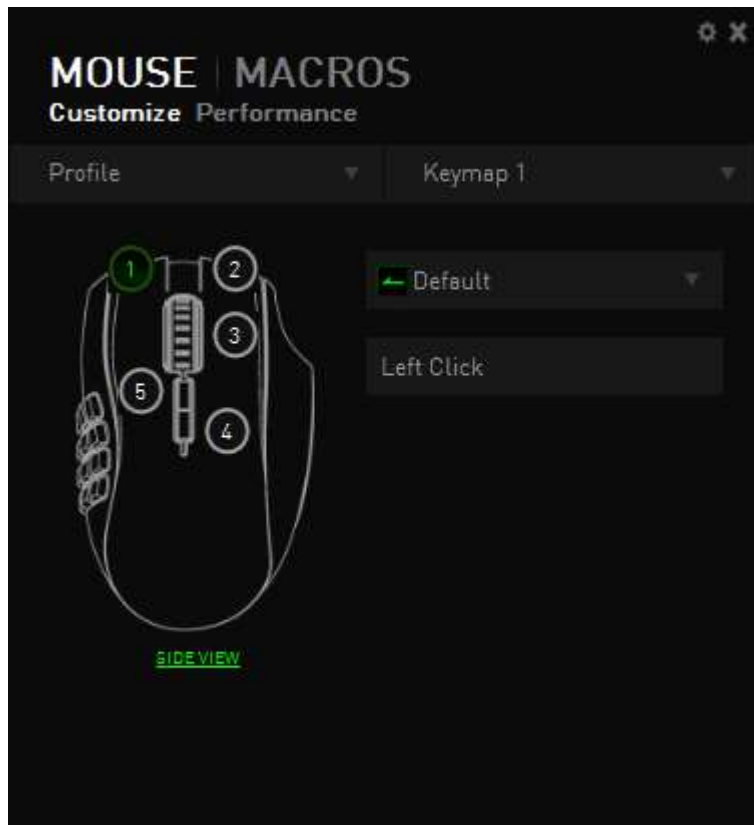 MOUSE | MACROS
Customize Performance
Profile Keymap 1
1 2
Default
3
Left Click
5
4
SIDE VIEW